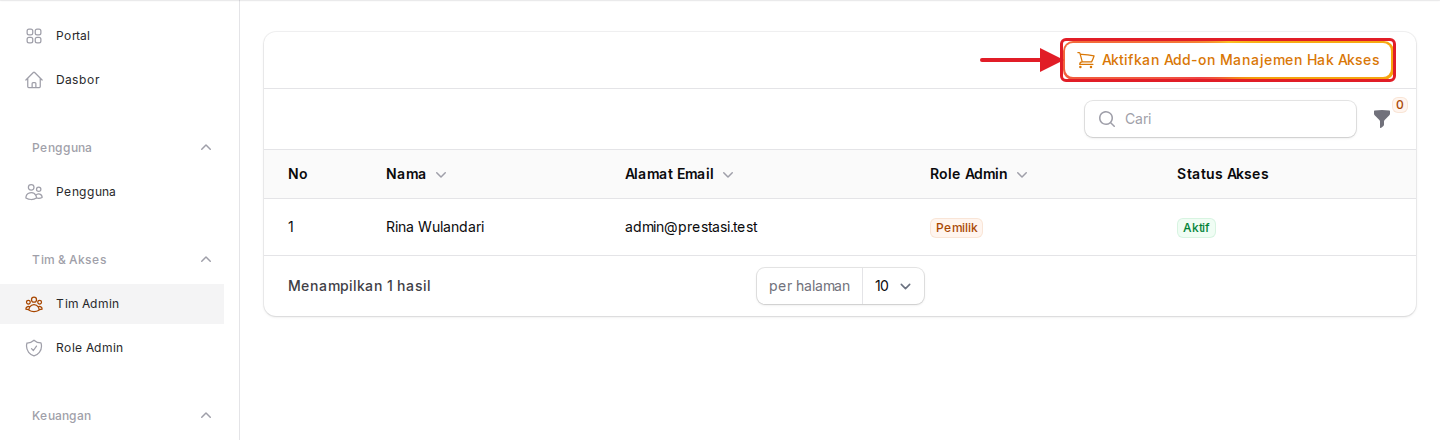 Portal
Dasbor
Pengguna
Pengguna
Tim & Akses
Tim Admin
Role Admin
Keuangan
Aktifkan Add-on Manajemen Hak Akses
Cari
0
No Nama Alamat Email Role Admin Status Akses
1 Rina Wulandari admin@prestasi.test Pemilik Aktif
Menampilkan 1 hasil per halaman 10